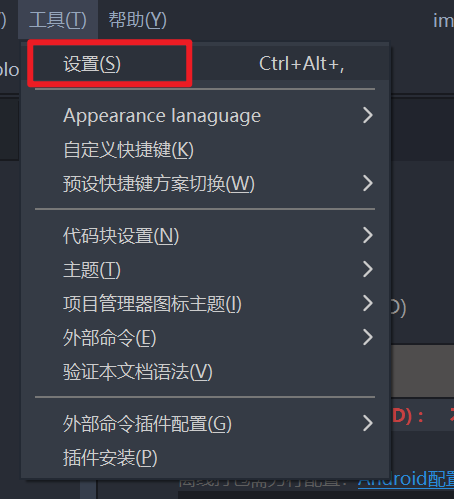 工具(T) 帮助(Y) im
设置(S) Ctrl+Alt+,
Appearance lanaguage
自定义快捷键(K)
预设快捷键方案切换(W)
代码块设置(N)
主题(T)
项目管理器图标主题(I)
外部命令(E)
验证本文档语法(V)
外部命令插件配置(G)
插件安装(P)
Android配置